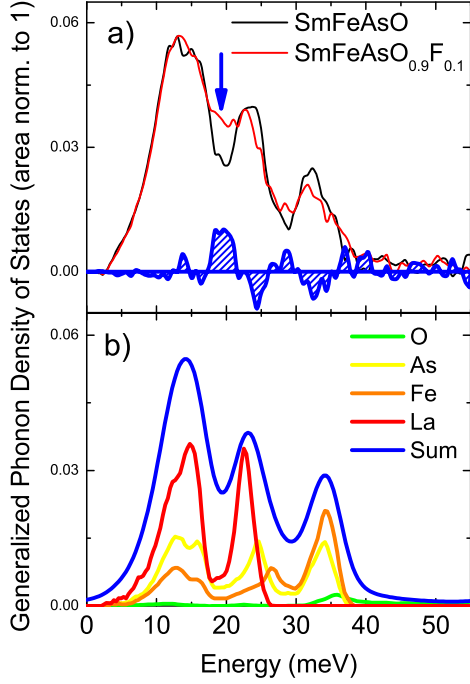 Generalized Phonon Density of States (area norm. to 1)
a)
SmFeAsO
SmFeAsO0.9F0.1
0.06
0.03
0.00
b)
O
As
Fe
La
Sum
0.06
0.03
0.00
0 10 20 30 40 50
Energy (meV)